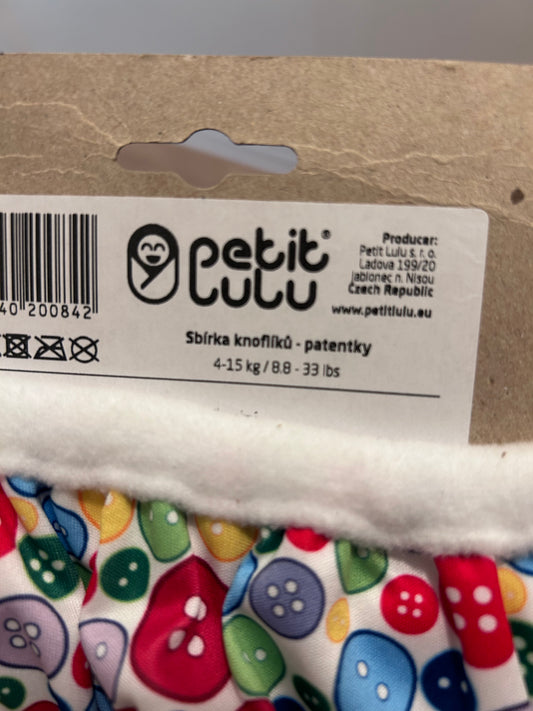 petit®
LuLu
Producer:
Petit Lulu s. r. o.
Ladova 199/20
Jablonec n. Nisou
Czech Republic
www.petitlulu.eu
40 200842
Sbírka knoflíků - patentky
4-15 kg / 8.8 - 33 lbs